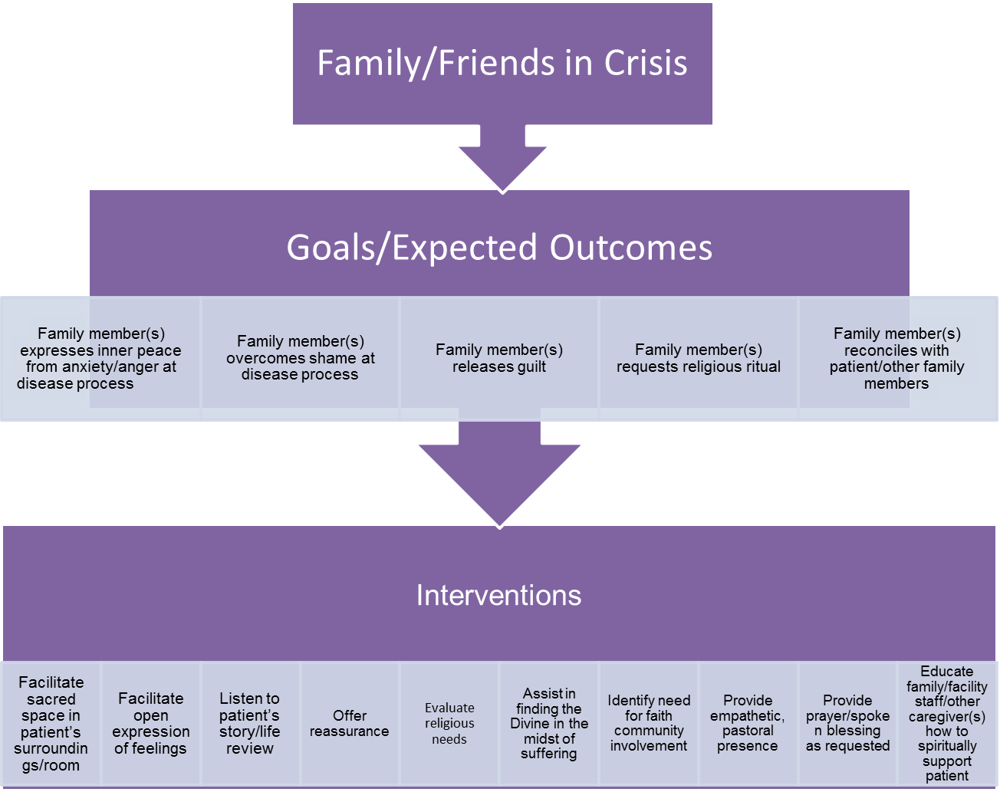 Family/Friends in Crisis
Goals/Expected Outcomes
Family member(s)
expresses inner peace
from anxiety/anger at
disease process
Family member(s)
overcomes shame at
disease process
Family member(s)
releases guilt
Family member(s)
requests religious ritual
Family member(s)
reconciles with
patient/other family
members
Interventions
Facilitate
sacred
space in
patient’s
surroundin
gs/room
Facilitate
open
expression
of feelings
Listen to
patient’s
story/life
review
Offer
reassurance
Evaluate
religious
needs
Assist in
finding the
Divine in the
midst of
suffering
Identify need
for faith
community
involvement
Provide
empathetic,
pastoral
presence
Provide
prayer/spoke
n blessing
as requested
Educate
family/facility
staff/other
caregiver(s)
how to
spiritually
support
patient